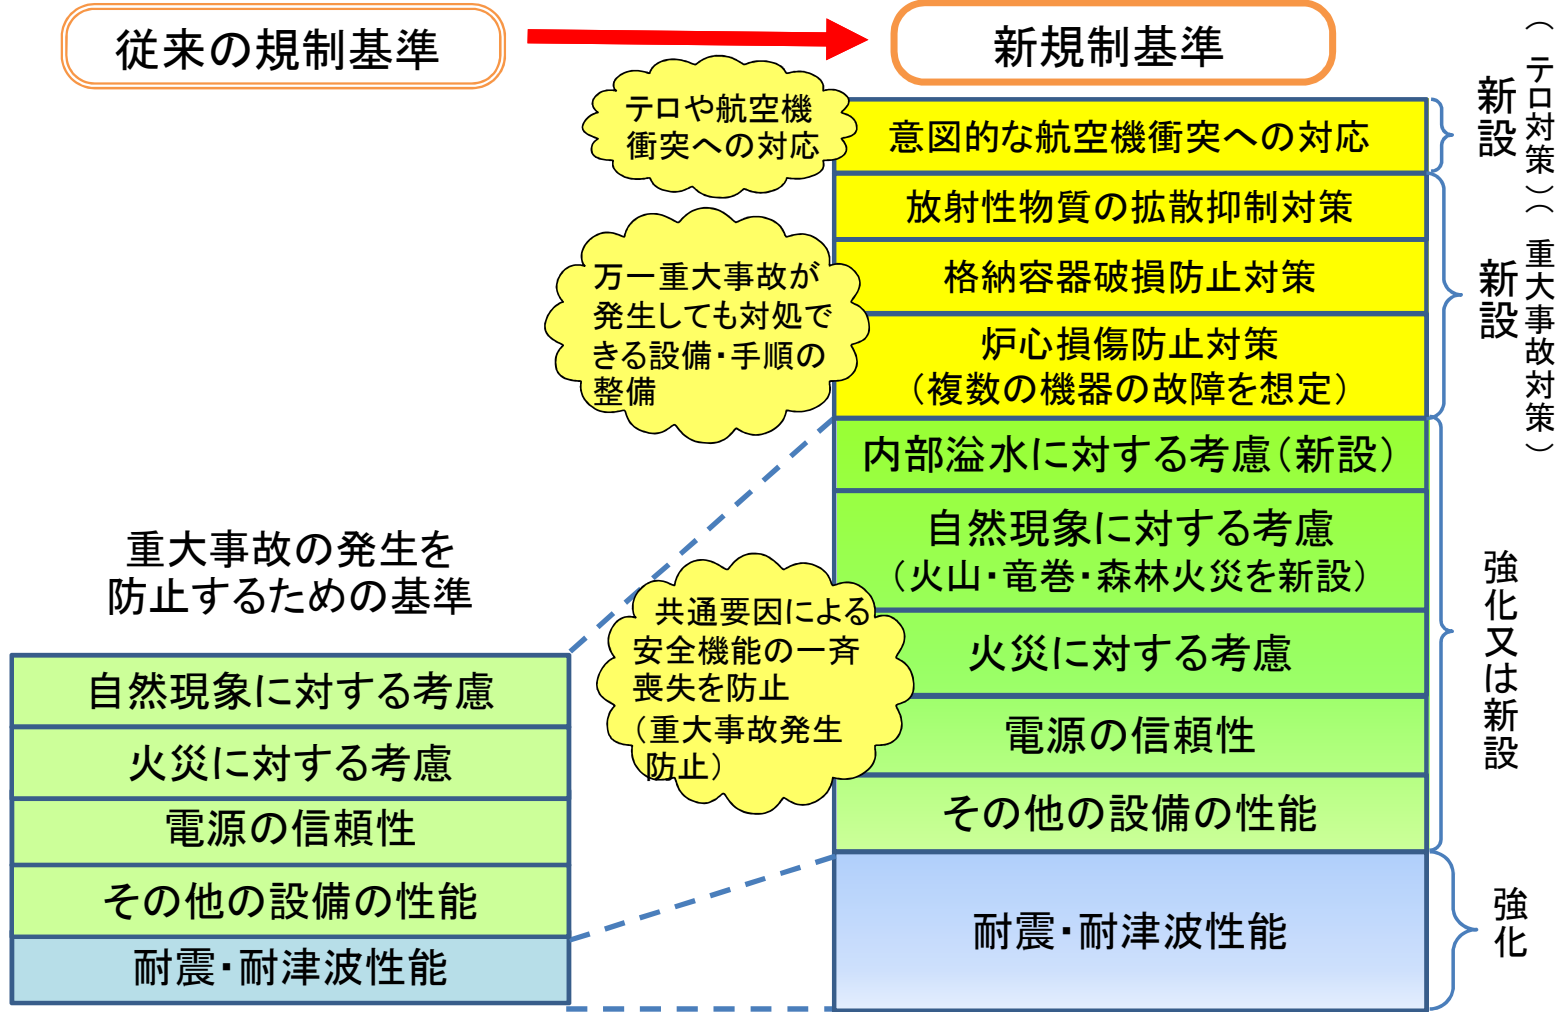 従来の規制基準
新規制基準
テロや航空機
衝突への対応
意図的な航空機衝突への対応
新設
（テロ対策）
放射性物質の拡散抑制対策
万一重大事故が
発生しても対処で
きる設備・手順の
整備
格納容器破損防止対策
炉心損傷防止対策
（複数の機器の故障を想定）
新設
（重大事故対策）
内部溢水に対する考慮（新設）
自然現象に対する考慮
（火山・竜巻・森林火災を新設）
共通要因による
安全機能の一斉
喪失を防止
（重大事故発生
防止）
火災に対する考慮
電源の信頼性
その他の設備の性能
強化又は新設
耐震・耐津波性能
強化
重大事故の発生を
防止するための基準
自然現象に対する考慮
火災に対する考慮
電源の信頼性
その他の設備の性能
耐震・耐津波性能